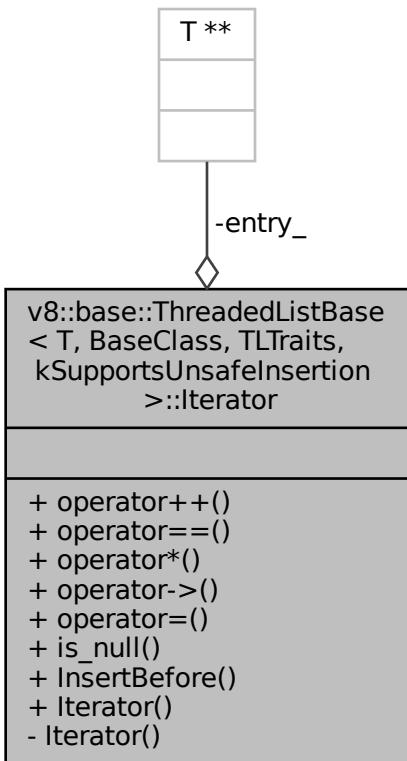 T **
-entry_
v8::base::ThreadedListBase
< T, BaseClass, TLTraits,
kSupportsUnsafeInsertion
>::Iterator
+ operator++()
+ operator==()
+ operator*()
+ operator->()
+ operator=()
+ is_null()
+ InsertBefore()
+ Iterator()
- Iterator()